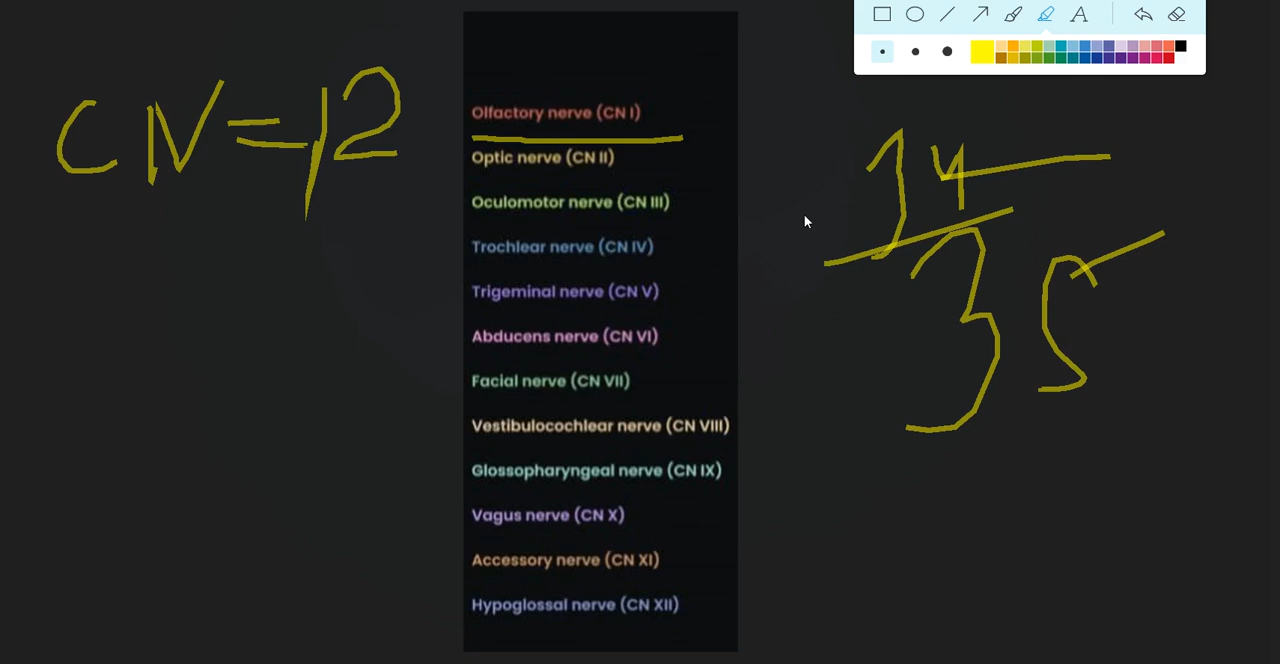 CN=12
Olfactory nerve (CN I)
Optic nerve (CN II)
Oculomotor nerve (CN III)
Trochlear nerve (CN IV)
Trigeminal nerve (CN V)
Abducens nerve (CN VI)
Facial nerve (CN VII)
Vestibulocochlear nerve (CN VIII)
Glossopharyngeal nerve (CN IX)
Vagus nerve (CN X)
Accessory nerve (CN XI)
Hypoglossal nerve (CN XII)
14
35